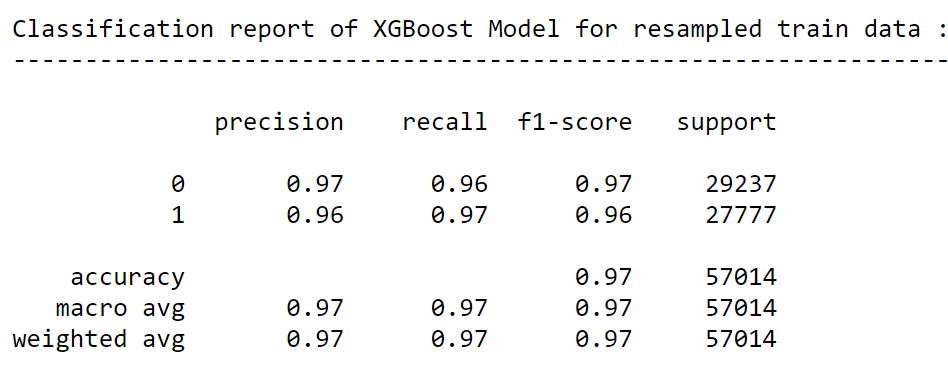 Classification report of XGBoost Model for resampled train data :
-----------------------------------------------------------------
precision recall f1-score support
0 0.97 0.96 0.97 29237
1 0.96 0.97 0.96 27777
accuracy 0.97 57014
macro avg 0.97 0.97 0.97 57014
weighted avg 0.97 0.97 0.97 57014